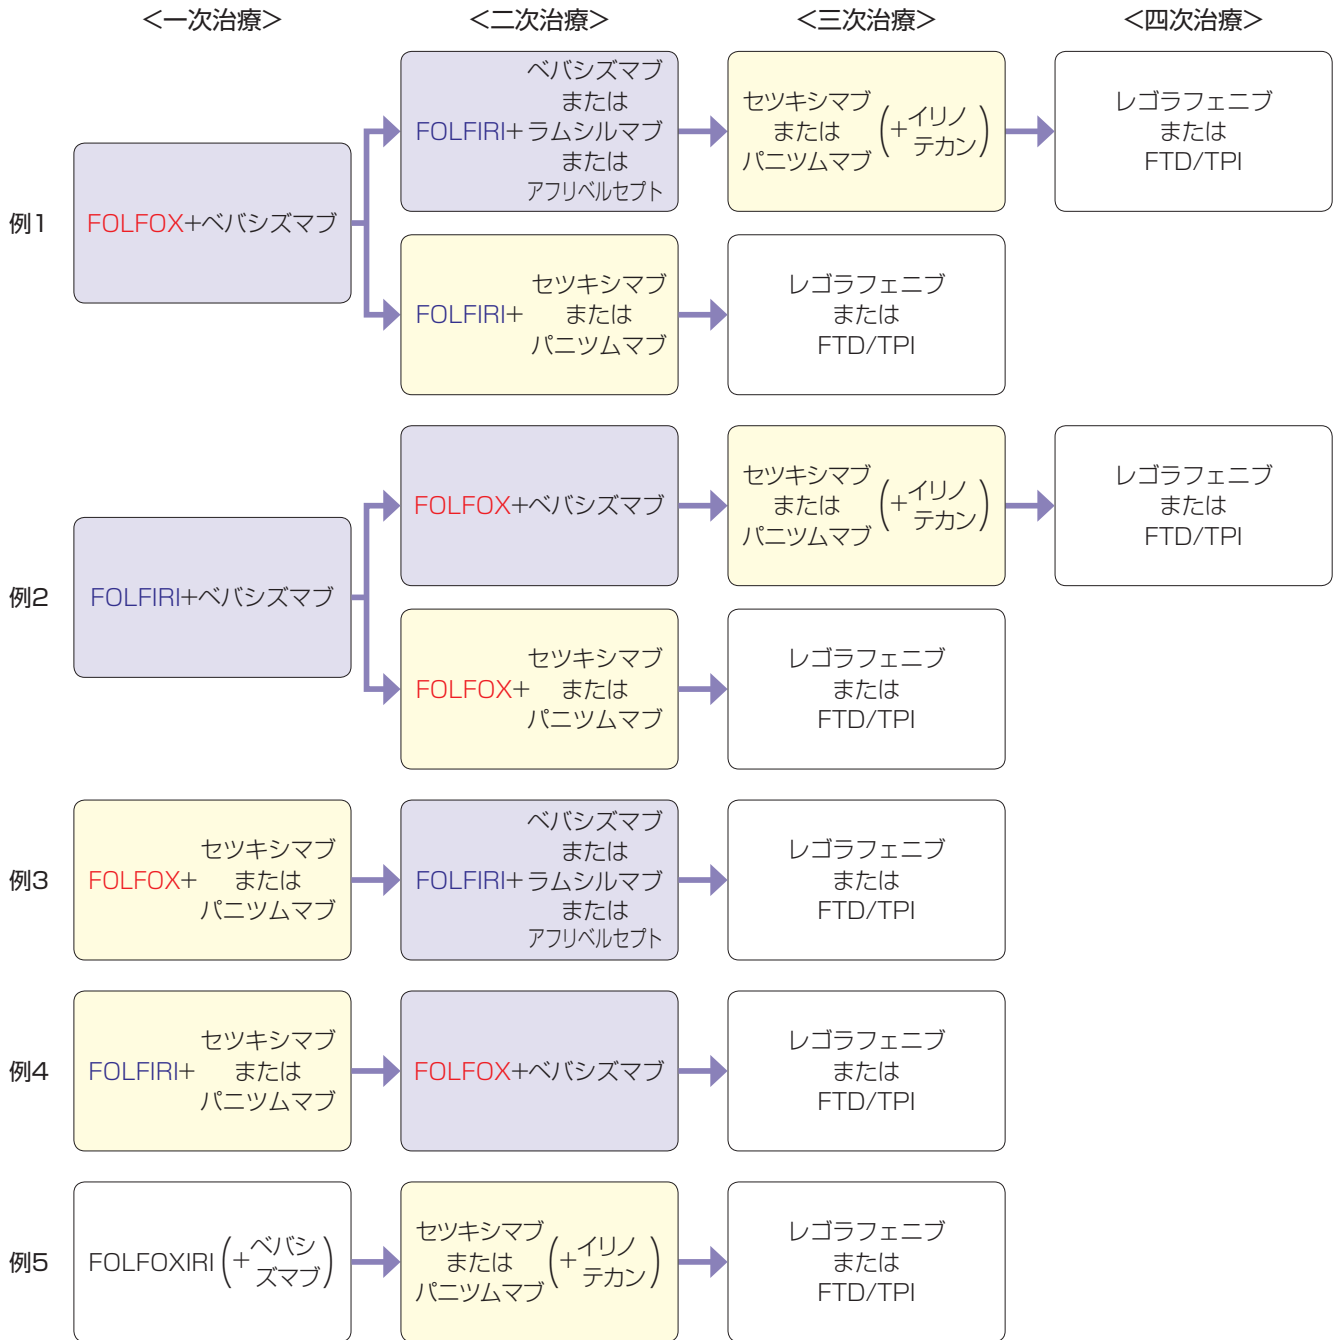 <一次治療>
<二次治療>
<三次治療>
<四次治療>
例1
FOLFOX+ベバシズマブ
ベバシズマブ
または
FOLFIRI+ラムシルマブ
または
アフリベルセプト
セツキシマブ
または
パニツムマブ
(+イリノ
テカン)
レゴラフェニブ
または
FTD/TPI
セツキシマブ
FOLFIRI+ または
パニツムマブ
レゴラフェニブ
または
FTD/TPI
例2
FOLFIRI+ベバシズマブ
FOLFOX+ベバシズマブ
セツキシマブ
または
パニツムマブ
(+イリノ
テカン)
レゴラフェニブ
または
FTD/TPI
セツキシマブ
FOLFOX+ または
パニツムマブ
レゴラフェニブ
または
FTD/TPI
例3
セツキシマブ
FOLFOX+ または
パニツムマブ
ベバシズマブ
または
FOLFIRI+ラムシルマブ
または
アフリベルセプト
レゴラフェニブ
または
FTD/TPI
例4
セツキシマブ
FOLFIRI+ または
パニツムマブ
FOLFOX+ベバシズマブ
レゴラフェニブ
または
FTD/TPI
例5
FOLFOXIRI(+ベバシ
ズマブ)
セツキシマブ
または
パニツムマブ
(+イリノ
テカン)
レゴラフェニブ
または
FTD/TPI